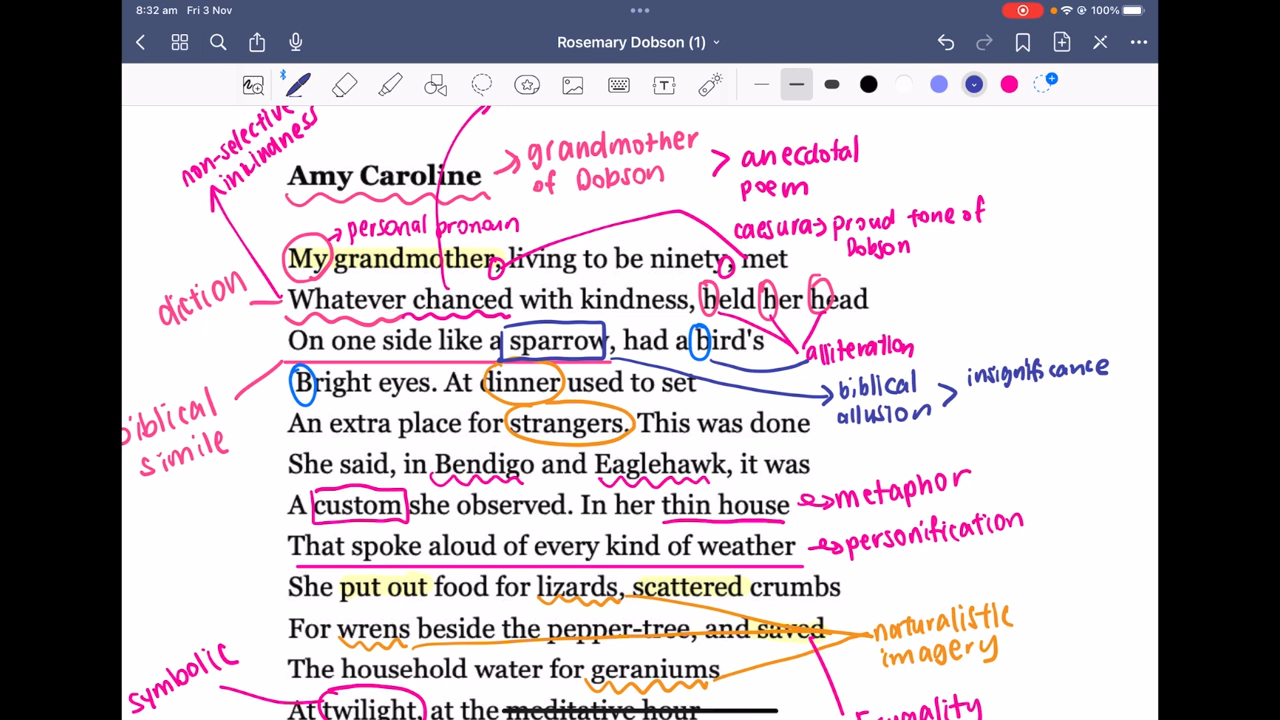 8:32 am Fri 3 Nov
100%
Rosemary Dobson (1)
T
non-selective
in kindness
Amy Caroline
grandmother
of Dobson
anecdotal
poem
personal pronoun
caesura → proud tone of
Dobson
My grandmother, living to be ninety, met
diction
Whatever chanced with kindness, held her head
On one side like a sparrow, had a bird's
alliteration
Bright eyes. At dinner used to set
biblical
allusion
insignificance
biblical
simile
An extra place for strangers. This was done
She said, in Bendigo and Eaglehawk, it was
A custom she observed. In her thin house
metaphor
That spoke aloud of every kind of weather
personification
She put out food for lizards, scattered crumbs
For wrens beside the pepper-tree, and saved
naturalistic
imagery
The household water for geraniums
symbolic
At twilight, at the meditative hour